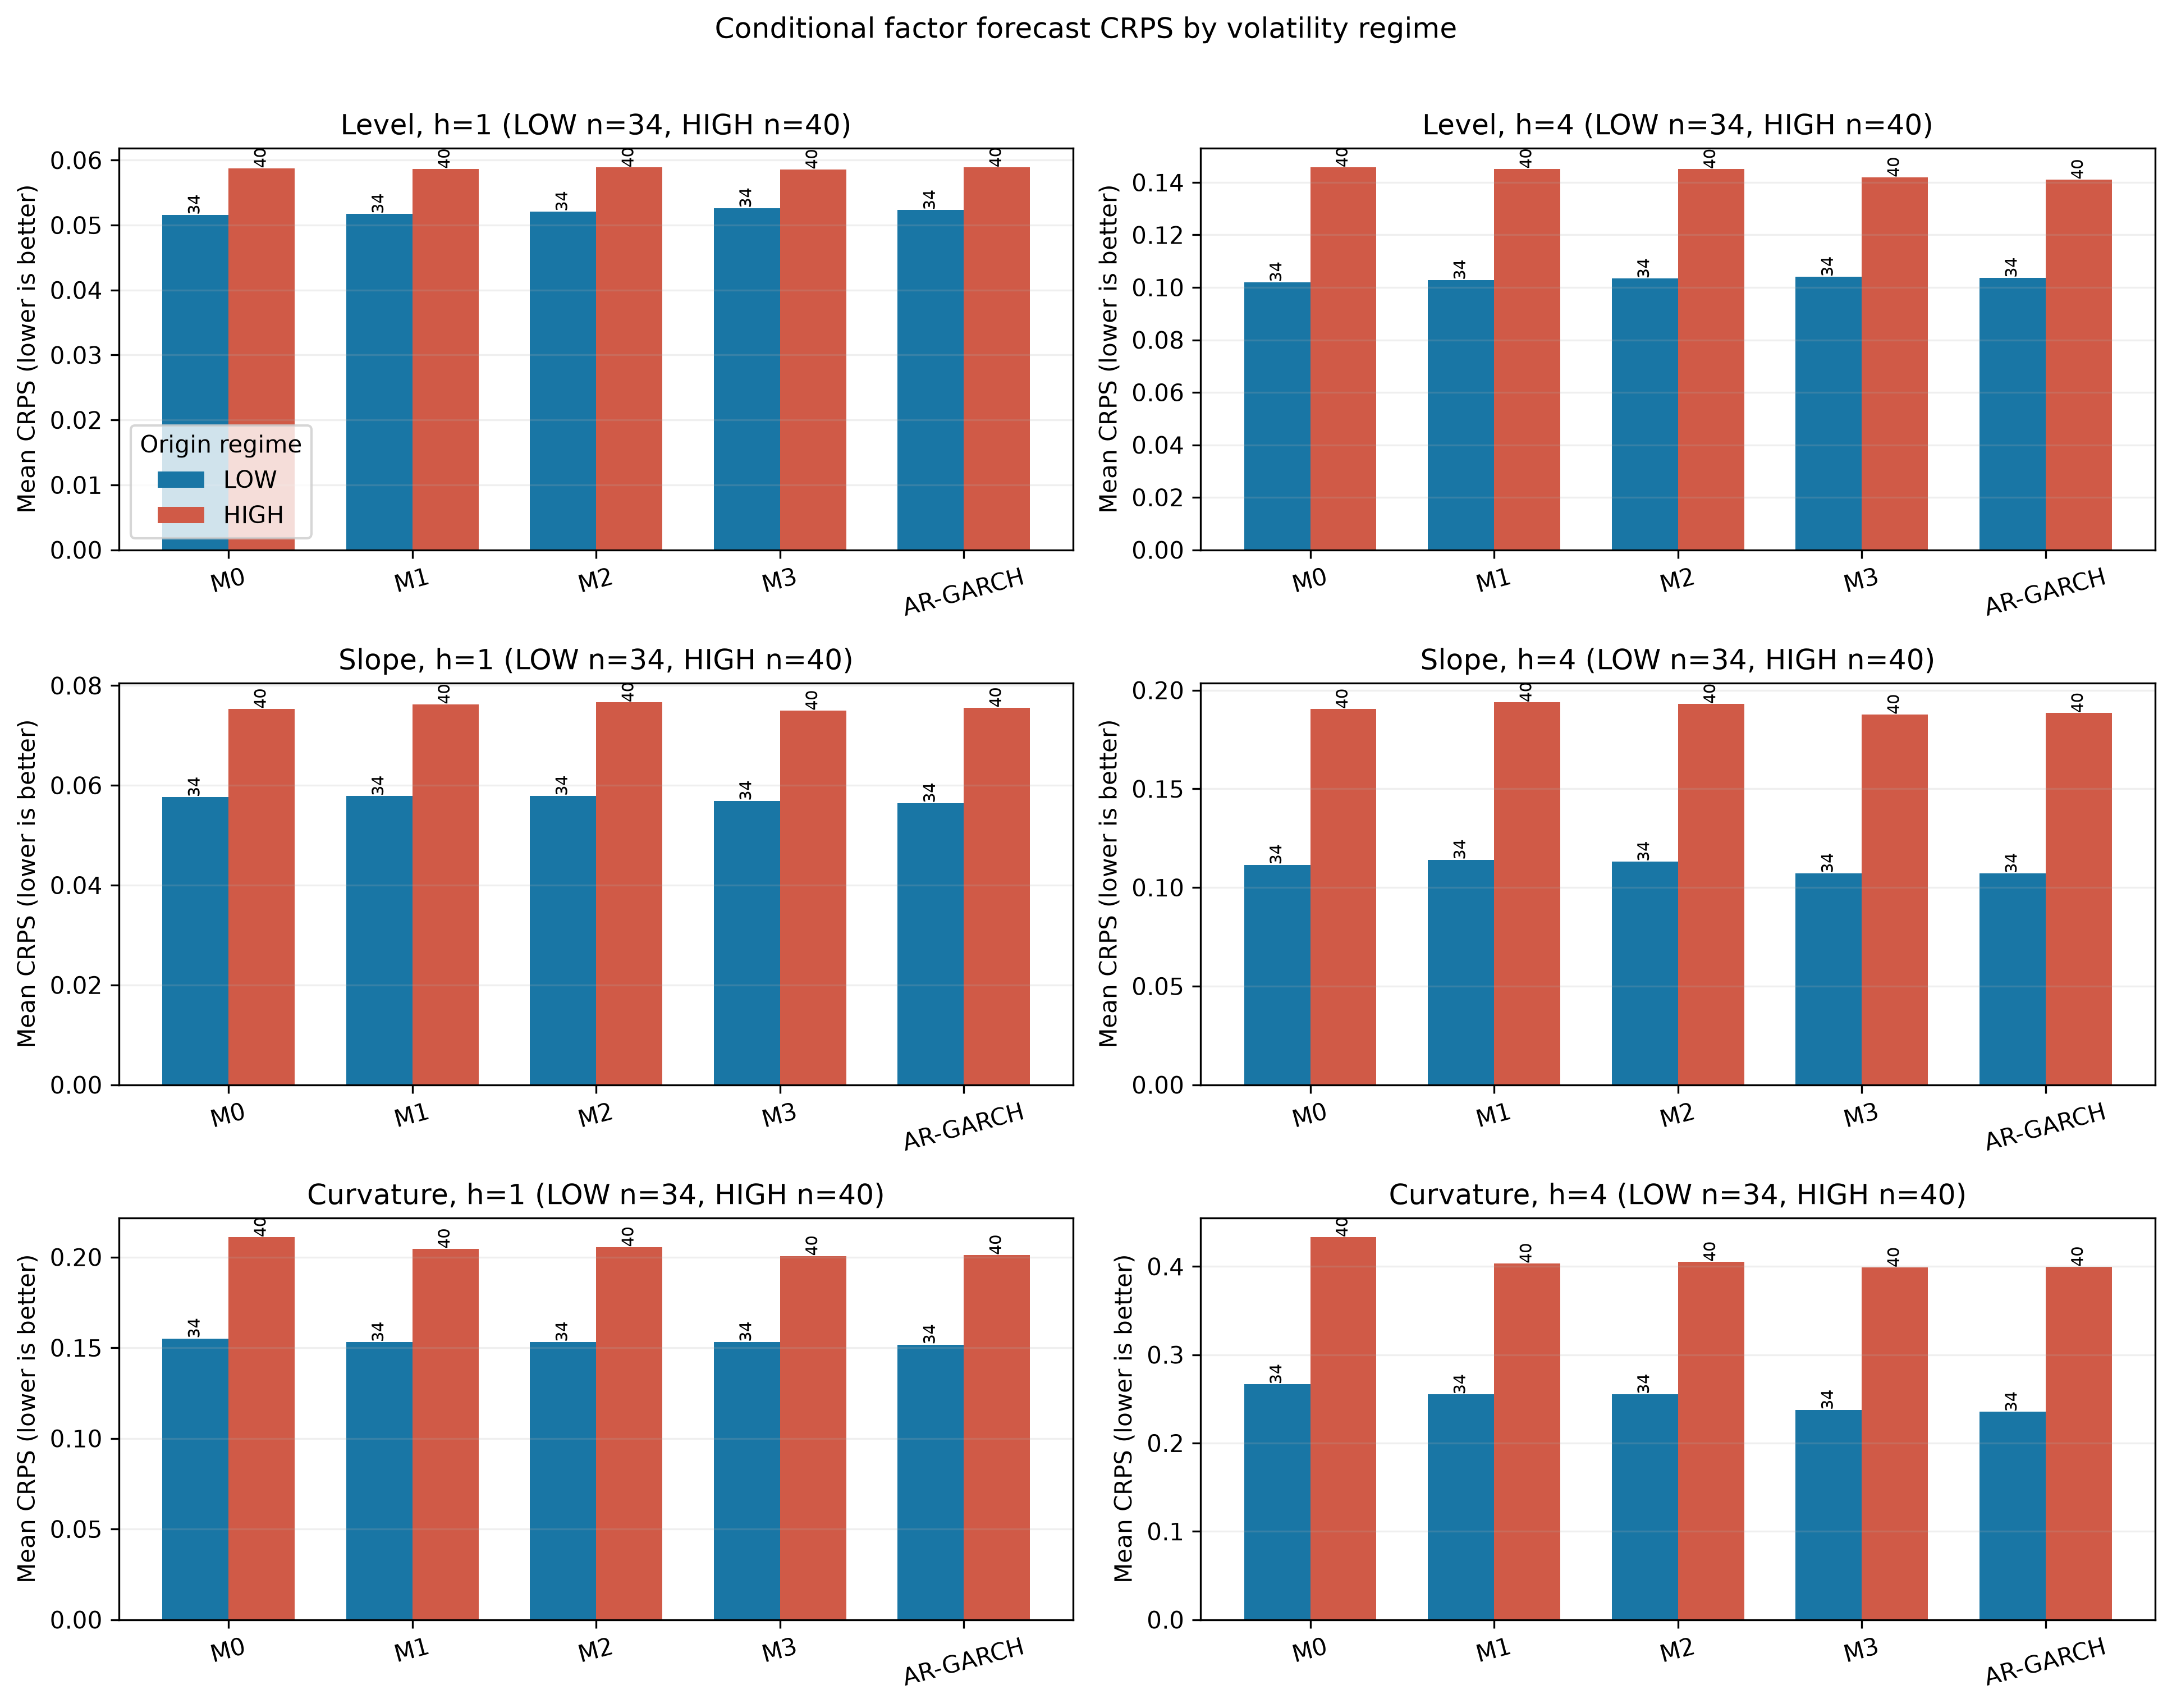 Conditional factor forecast CRPS by volatility regime
Level, h=1 (LOW n=34, HIGH n=40)
Mean CRPS (lower is better)
0.06
0.05
0.04
0.03
0.02
0.01
0.00
34
40
34
40
34
40
34
40
34
40
Origin regime
LOW
HIGH
M0
M1
M2
M3
AR-GARCH
Level, h=4 (LOW n=34, HIGH n=40)
Mean CRPS (lower is better)
0.14
0.12
0.10
0.08
0.06
0.04
0.02
0.00
34
40
34
40
34
40
34
40
34
40
M0
M1
M2
M3
AR-GARCH
Slope, h=1 (LOW n=34, HIGH n=40)
Mean CRPS (lower is better)
0.08
0.06
0.04
0.02
0.00
34
40
34
40
34
40
34
40
34
40
M0
M1
M2
M3
AR-GARCH
Slope, h=4 (LOW n=34, HIGH n=40)
Mean CRPS (lower is better)
0.20
0.15
0.10
0.05
0.00
34
40
34
40
34
40
34
40
34
40
M0
M1
M2
M3
AR-GARCH
Curvature, h=1 (LOW n=34, HIGH n=40)
Mean CRPS (lower is better)
0.20
0.15
0.10
0.05
0.00
34
40
34
40
34
40
34
40
34
40
M0
M1
M2
M3
AR-GARCH
Curvature, h=4 (LOW n=34, HIGH n=40)
Mean CRPS (lower is better)
0.4
0.3
0.2
0.1
0.0
34
40
34
40
34
40
34
40
34
40
M0
M1
M2
M3
AR-GARCH